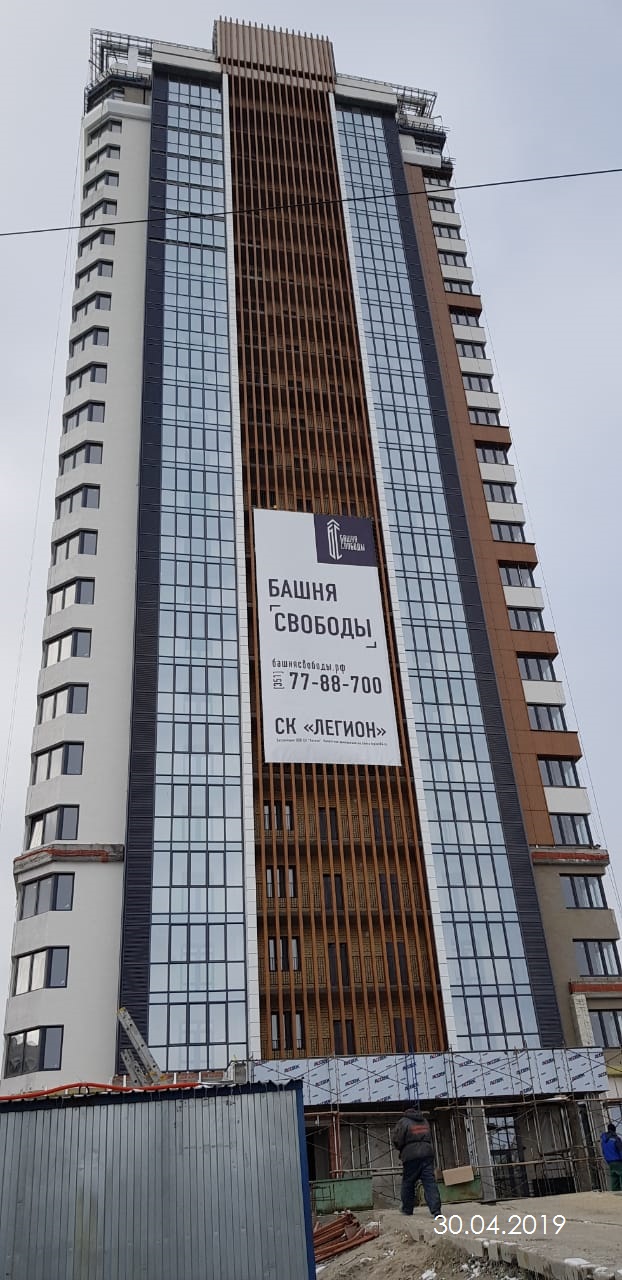 БАШНЯ
СВОБОДЫ
БАШНЯ
СВОБОДЫ
башнясвободы.рф
(351) 77-88-700
СК «ЛЕГИОН»
30.04.2019